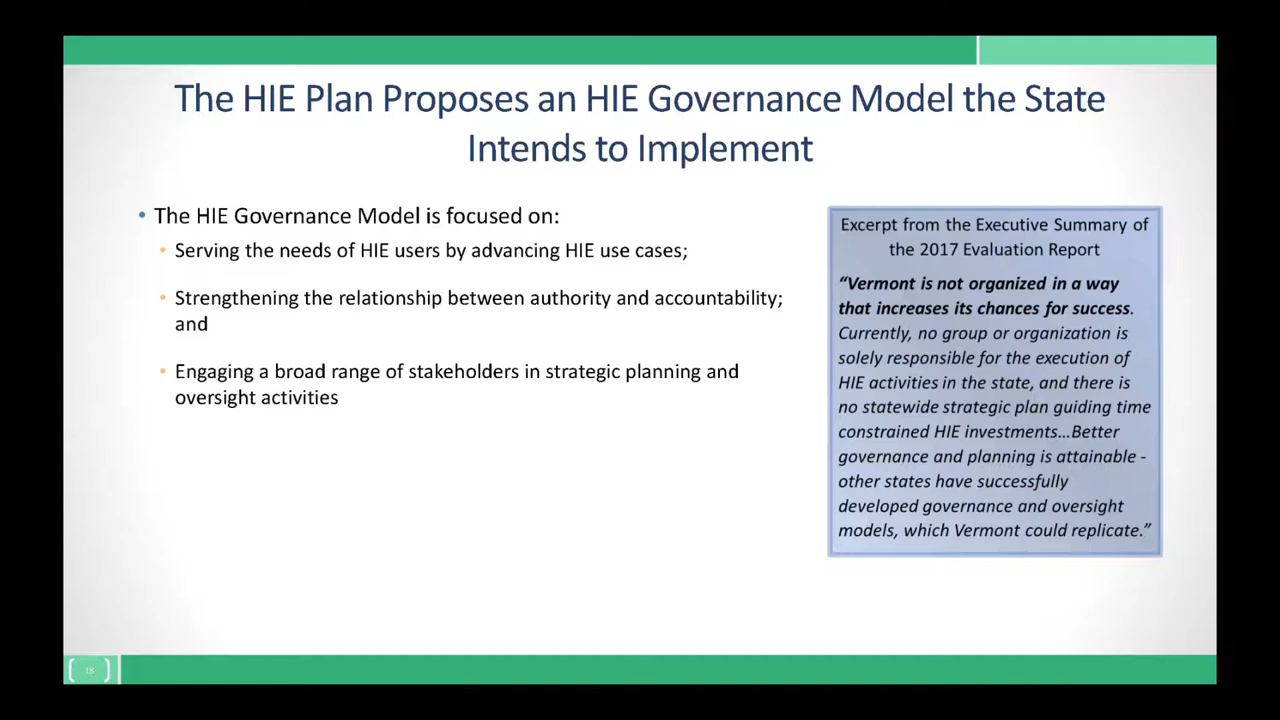 The HIE Plan Proposes an HIE Governance Model the State
Intends to Implement
• The HIE Governance Model is focused on:
• Serving the needs of HIE users by advancing HIE use cases;
• Strengthening the relationship between authority and accountability;
and
• Engaging a broad range of stakeholders in strategic planning and
oversight activities
Excerpt from the Executive Summary of
the 2017 Evaluation Report
“Vermont is not organized in a way
that increases its chances for success.
Currently, no group or organization is
solely responsible for the execution of
HIE activities in the state, and there is
no statewide strategic plan guiding time
constrained HIE investments…Better
governance and planning is attainable -
other states have successfully
developed governance and oversight
models, which Vermont could replicate.”
18